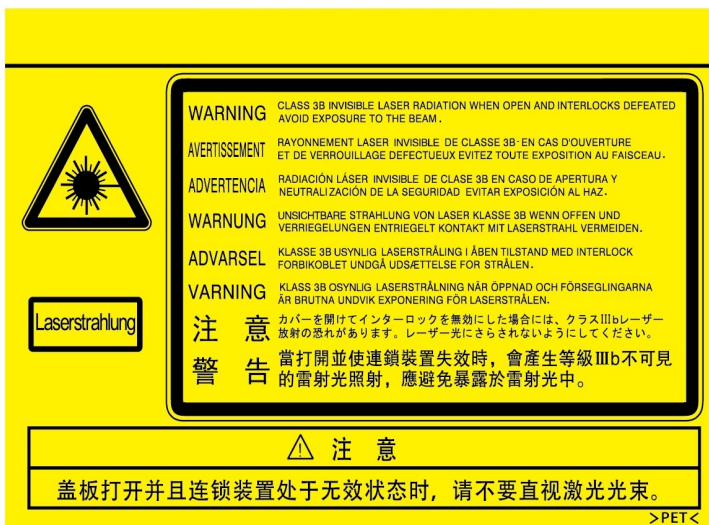 WARNING CLASS 3B INVISIBLE LASER RADIATION WHEN OPEN AND INTERLOCKS DEFEATED
AVOID EXPOSURE TO THE BEAM.
AVERTISSEMENT RAYONNEMENT LASER INVISIBLE DE CLASSE 3B-EN CAS D'OUVERTURE
ET DE VERROUILLAGE DEFECTUEUX EVITEZ TOUTE EXPOSITION AU FAISCEAU.
ADVERTENCIA RADIACIÓN LÁSER INVISIBLE DE CLASE 3B EN CASO DE APERTURA Y
NEUTRALIZACIÓN DE LA SEGURIDAD EVITAR EXPOSICIÓN AL HAZ.
WARNUNG UNSICHTBARE STRAHLUNG VON LASER KLASSE 3B WENN OFFEN UND
VERRIEGELUNGEN ENTRIEGELT KONTAKT MIT LASERSTRAHL VERMEIDEN.
ADVARSEL KLASSE 3B USYNLIG LASERSTRÅLING I ÅBEN TILSTAND MED INTERLOCK
FORBIKOBLET UNDGÅ UDSÆTTELSE FOR STRÅLEN.
VARNING KLASS 3B OSYNLIG LASERSTRÅLNING NÄR ÖPPNAD OCH FÖRSEGLINGARNA
ÄR BRUTNA UNDVIK EXPONERING FÖR LASERSTRÅLEN.
注 意 カバーを開けてインターロックを無効にした場合には、クラスⅢbレーザー
放射の恐れがあります。レーザー光にさらされないようにしてください。
警 告 當打開並使連鎖裝置失效時，會產生等級Ⅲb不可見
的雷射光照射，應避免暴露於雷射光中。
Laserstrahlung
⚠ 注 意
盖板打开并且连锁装置处于无效状态时，请不要直视激光光束。
>PET<